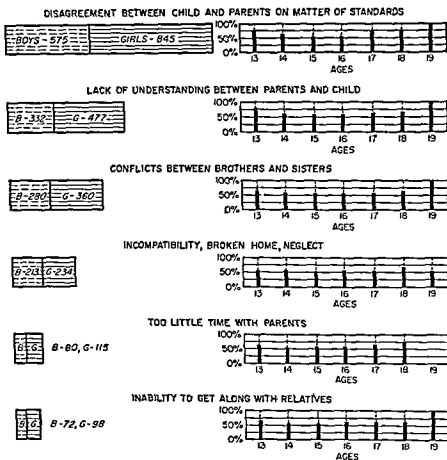 DISAGREEMENT BETWEEN CHILD AND PARENTS ON MATTER OF STANDARDS
BOYS - 575 GIRLS - 845
100%
50%
0%
13 14 15 16 17 18 19
AGES
LACK OF UNDERSTANDING BETWEEN PARENTS AND CHILD
B-332 G-477
100%
50%
0%
13 14 15 16 17 18 19
AGES
CONFLICTS BETWEEN BROTHERS AND SISTERS
B-280 G-360
100%
50%
0%
13 14 15 16 17 18 19
AGES
INCOMPATIBILITY, BROKEN HOME, NEGLECT
B-213 G-234
100%
50%
0%
13 14 15 16 17 18 19
AGES
TOO LITTLE TIME WITH PARENTS
B G B-80, G-115
100%
50%
0%
13 14 15 16 17 18 19
AGES
INABILITY TO GET ALONG WITH RELATIVES
B G B-72, G-98
100%
50%
0%
13 14 15 16 17 18 19
AGES